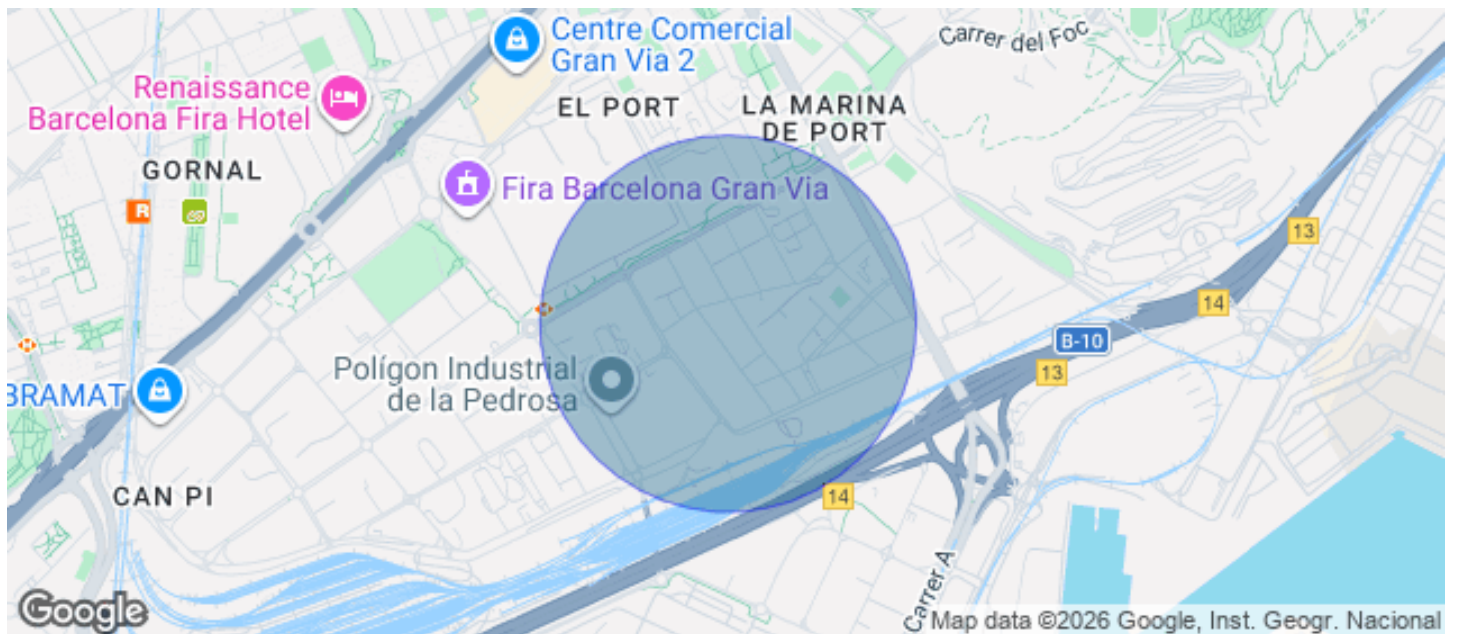 Centre Comercial
Gran Via 2
Carrer del Foc
Renaissance
Barcelona Fira Hotel
EL PORT
LA MARINA
DE PORT
GORNAL
Fira Barcelona Gran Via
R
13
14
B-10
13
Polígon Industrial
de la Pedrosa
BRAMAT
CAN PI
14
Carrer A
Google
Map data ©2026 Google, Inst. Geogr. Nacional